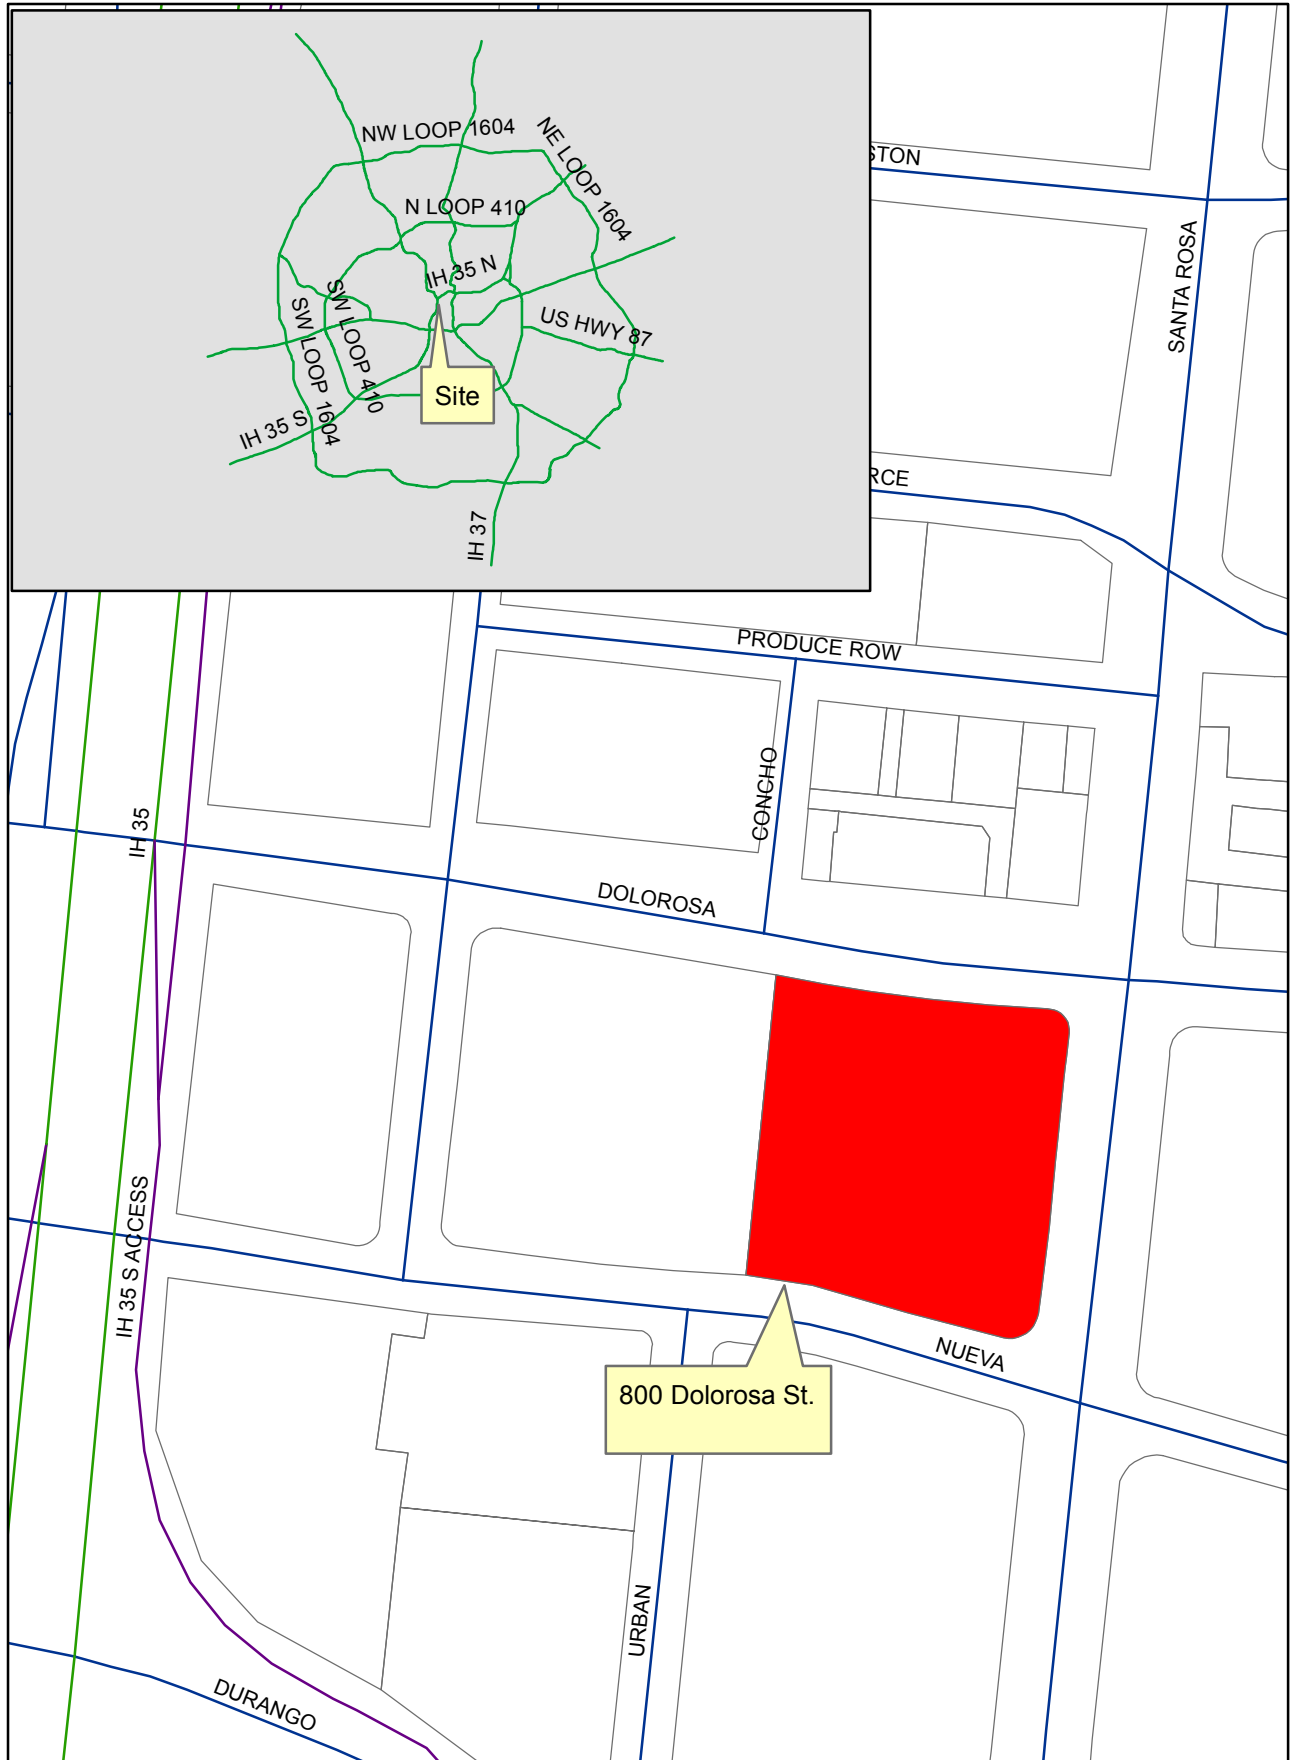 NW LOOP 1604
NE LOOP 1604
N LOOP 410
IH 35 N
SW LOOP 410
SW LOOP 1604
US HWY 87
Site
IH 35 S
IH 37
STON
SANTA ROSA
RCE
PRODUCE ROW
CONCHO
IH 35
DOLOROSA
IH 35 S ACCESS
NUEVA
800 Dolorosa St.
URBAN
DURANGO